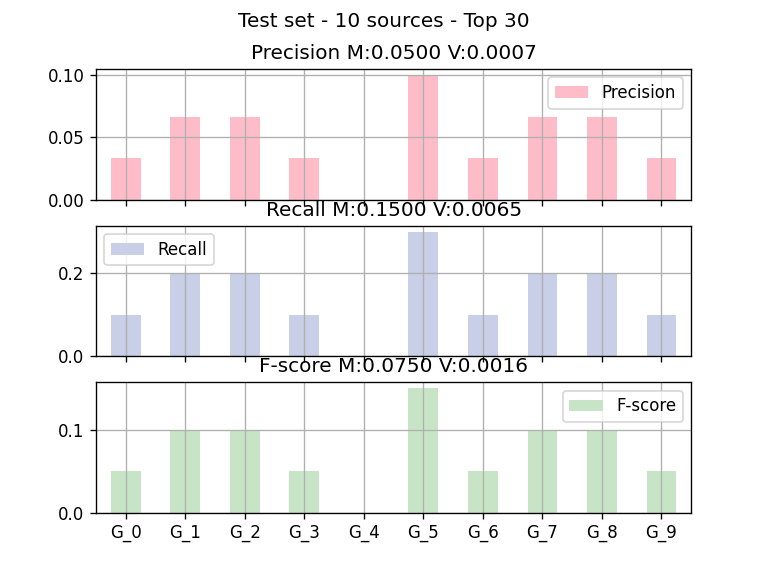 Test set - 10 sources - Top 30
Precision M:0.0500 V:0.0007
0.10
0.05
0.00
Precision
Recall M:0.1500 V:0.0065
0.2
0.0
Recall
F-score M:0.0750 V:0.0016
0.1
0.0
F-score
G_0 G_1 G_2 G_3 G_4 G_5 G_6 G_7 G_8 G_9